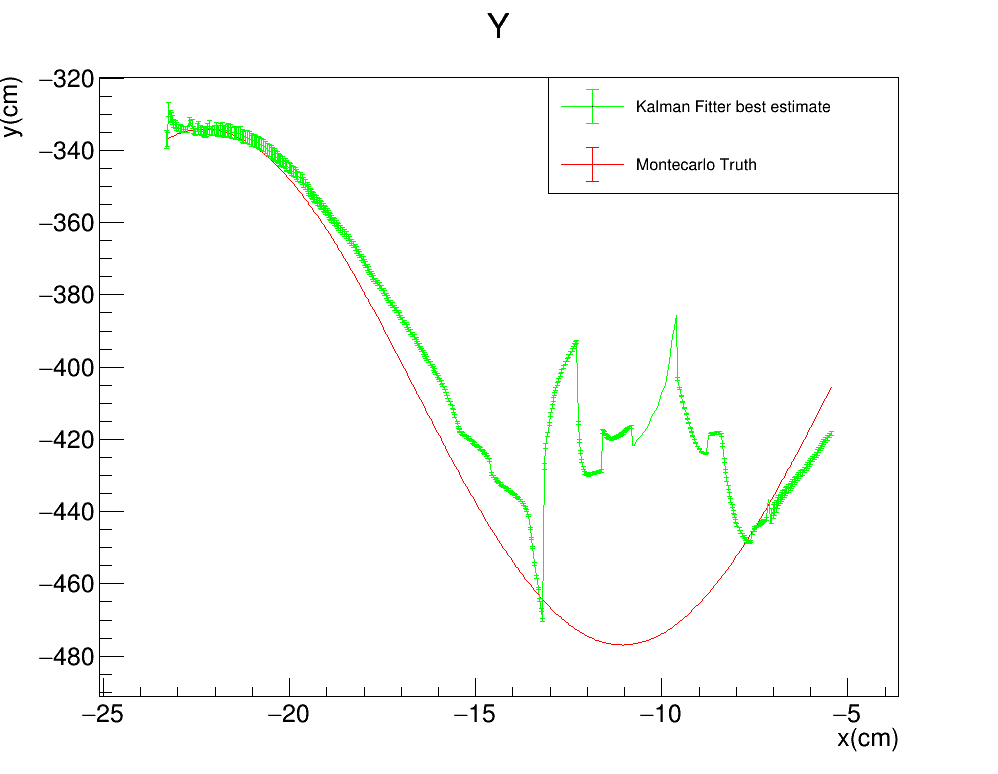 Y
y(cm)
−320
−340
−360
−380
−400
−420
−440
−460
−480
Kalman Fitter best estimate
Montecarlo Truth
−25 −20 −15 −10 −5
x(cm)